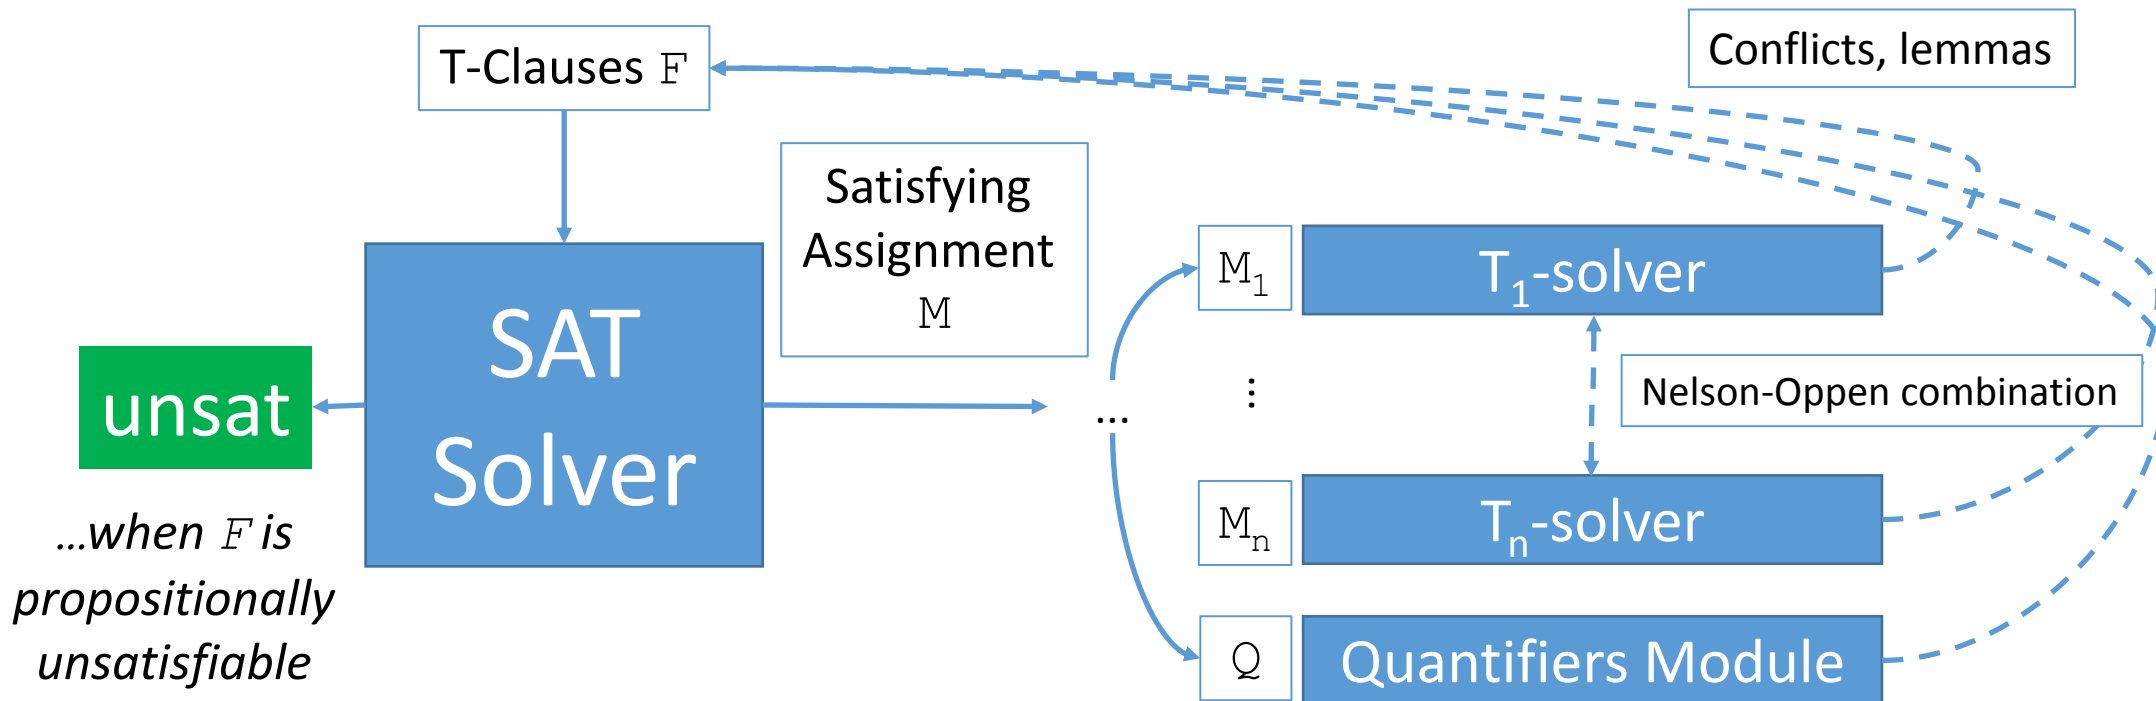 T-Clauses F
Conflicts, lemmas
Satisfying
Assignment
M
SAT
Solver
unsat
...when F is
propositionally
unsatisfiable
...
M1
T1-solver
⋮
Nelson-Oppen combination
Mn
Tn-solver
Q
Quantifiers Module